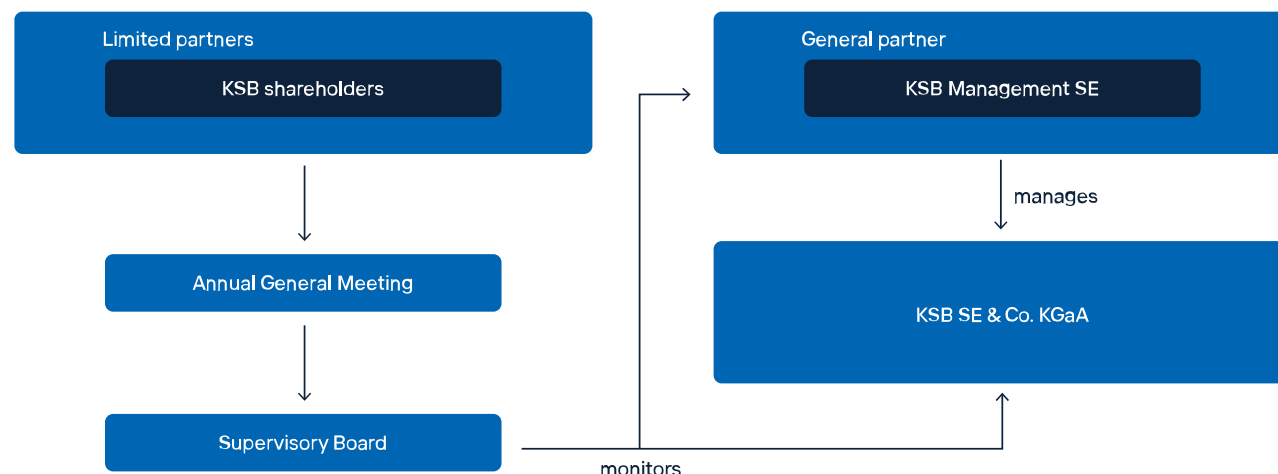 Limited partners
KSB shareholders
General partner
KSB Management SE
manages
Annual General Meeting
KSB SE & Co. KGaA
Supervisory Board
monitors